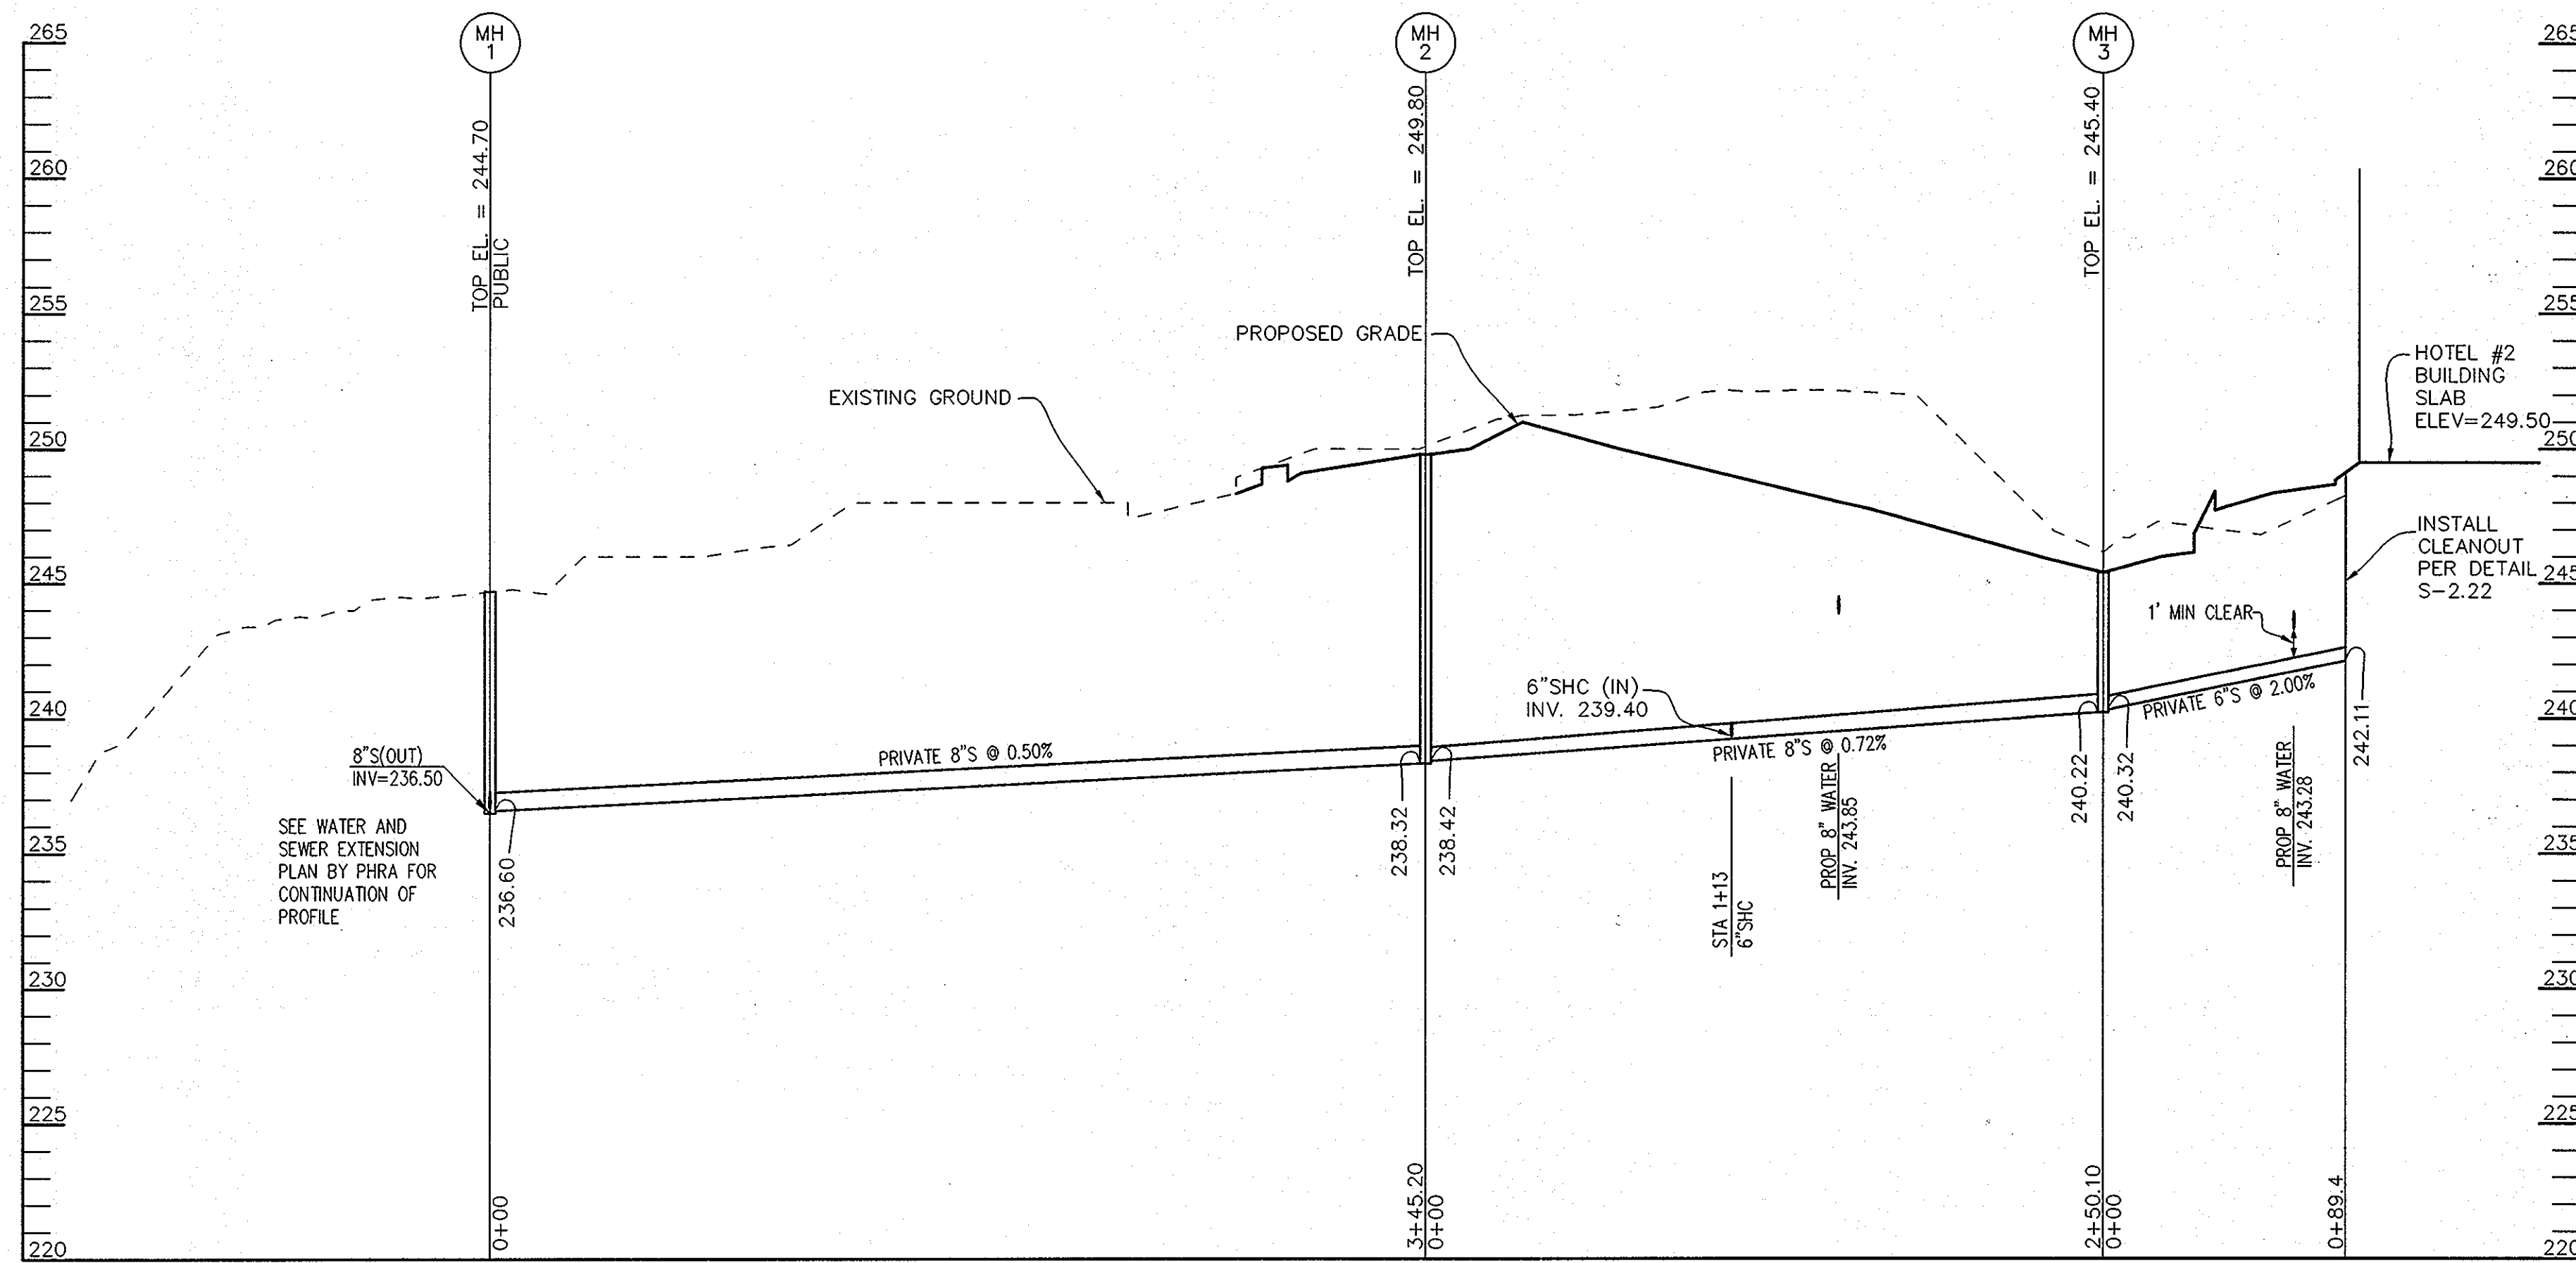 MH
1
MH
2
MH
3
265
260
255
250
245
240
235
230
225
220
265
260
255
250
245
240
235
230
225
220
TOP EL. = 244.70
PUBLIC
TOP EL. = 249.80
TOP EL. = 245.40
PROPOSED GRADE
EXISTING GROUND
HOTEL #2
BUILDING
SLAB
ELEV=249.50
INSTALL
CLEANOUT
PER DETAIL
S-2.22
1' MIN CLEAR
6"SHC (IN)
INV. 239.40
8"S(OUT)
INV=236.50
PRIVATE 8"S @ 0.50%
PRIVATE 8"S @ 0.72%
PRIVATE 6"S @ 2.00%
SEE WATER AND
SEWER EXTENSION
PLAN BY PHRA FOR
CONTINUATION OF
PROFILE
236.60
238.32
238.42
STA 1+13
6"SHC
PROP 8" WATER
INV. 243.85
240.22
240.32
PROP 8" WATER
INV. 243.28
242.11
0+00
3+45.20
0+00
2+50.10
0+00
0+89.4